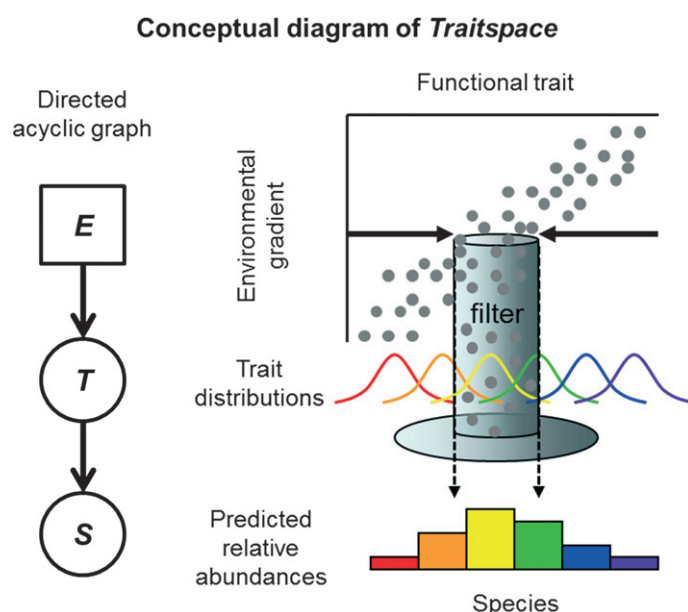 Conceptual diagram of Traitspace
Directed
acyclic graph
E
T
S
Functional trait
Environmental
gradient
filter
Trait
distributions
Predicted
relative
abundances
Species